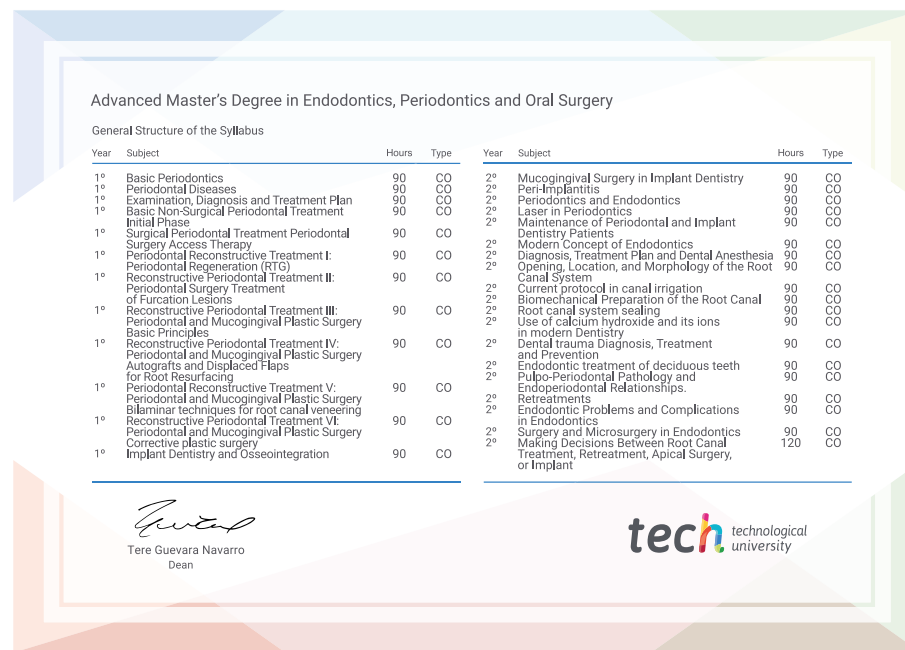 Advanced Master's Degree in Endodontics, Periodontics and Oral Surgery
General Structure of the Syllabus
Year Subject Hours Type
1º Basic Periodontics 90 CO
1º Periodontal Diseases 90 CO
1º Examination, Diagnosis and Treatment Plan 90 CO
1º Basic Non-Surgical Periodontal Treatment 90 CO
Initial Phase
1º Surgical Periodontal Treatment Periodontal 90 CO
Surgery Access Therapy
1º Periodontal Reconstructive Treatment I: 90 CO
Periodontal Regeneration (RTG)
1º Reconstructive Periodontal Treatment II: 90 CO
Periodontal Surgery Treatment
of Furcation Lesions
1º Reconstructive Periodontal Treatment III: 90 CO
Periodontal and Mucogingival Plastic Surgery
Basic Principles
1º Reconstructive Periodontal Treatment IV: 90 CO
Periodontal and Mucogingival Plastic Surgery
Autografts and Displaced Flaps
for Root Resurfacing
1º Periodontal Reconstructive Treatment V: 90 CO
Periodontal and Mucogingival Plastic Surgery
Bilaminar techniques for root canal veneering
1º Reconstructive Periodontal Treatment VI: 90 CO
Periodontal and Mucogingival Plastic Surgery
Corrective plastic surgery
1º Implant Dentistry and Osseointegration 90 CO
Year Subject Hours Type
2º Mucogingival Surgery in Implant Dentistry 90 CO
2º Peri-Implantitis 90 CO
2º Periodontics and Endodontics 90 CO
2º Laser in Periodontics 90 CO
2º Maintenance of Periodontal and Implant 90 CO
Dentistry Patients
2º Modern Concept of Endodontics 90 CO
2º Diagnosis, Treatment Plan and Dental Anesthesia 90 CO
2º Opening, Location, and Morphology of the Root 90 CO
Canal System
2º Current protocol in canal irrigation 90 CO
2º Biomechanical Preparation of the Root Canal 90 CO
2º Root canal system sealing 90 CO
2º Use of calcium hydroxide and its ions 90 CO
in modern Dentistry
2º Dental trauma Diagnosis, Treatment 90 CO
and Prevention
2º Endodontic treatment of deciduous teeth 90 CO
2º Pulpo-Periodontal Pathology and 90 CO
Endoperiodontal Relationships.
2º Retreatments 90 CO
2º Endodontic Problems and Complications 90 CO
in Endodontics
2º Surgery and Microsurgery in Endodontics 90 CO
2º Making Decisions Between Root Canal 120 CO
Treatment, Retreatment, Apical Surgery,
or Implant
Tere Guevara Navarro
Dean
tech technological
university